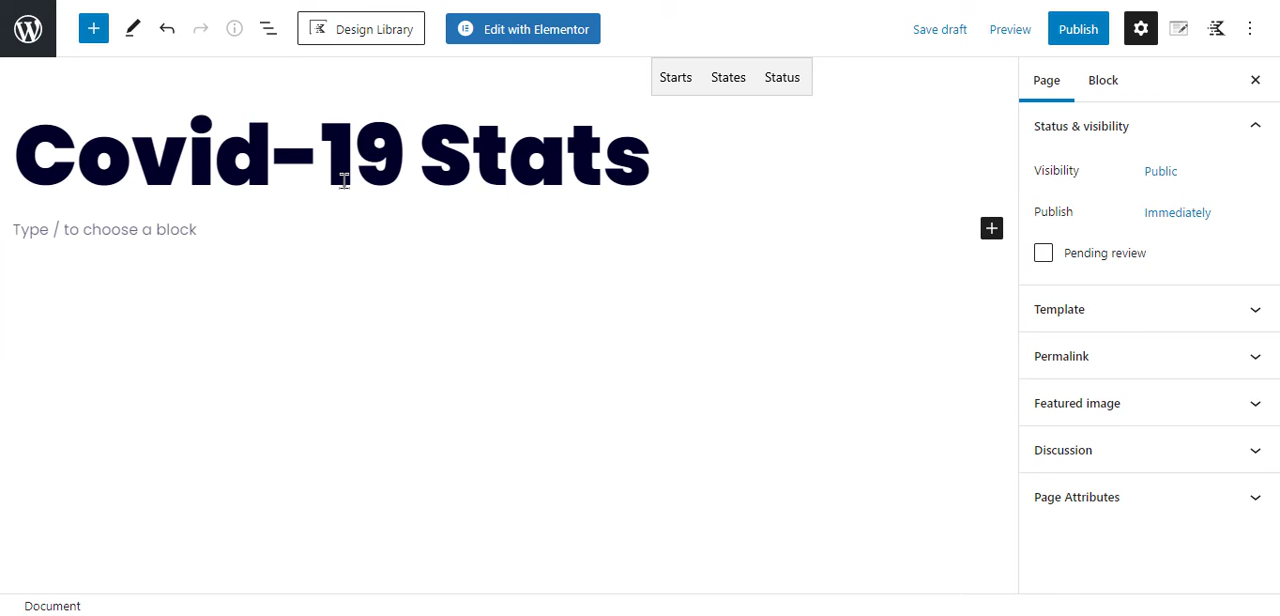 Design Library
Edit with Elementor
Save draft
Preview
Publish
Starts States Status
Page
Block
Covid-19 Stats
Type / to choose a block
Status & visibility
Visibility Public
Publish Immediately
Pending review
Template
Permalink
Featured image
Discussion
Page Attributes
Document